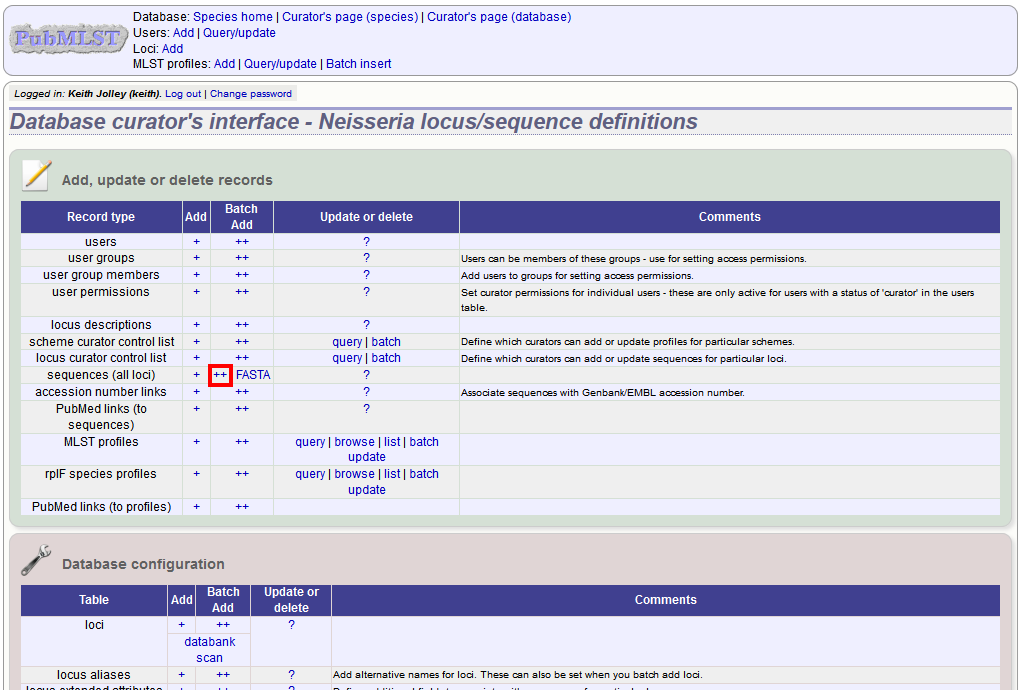 PubMLST
Database: Species home | Curator's page (species) | Curator's page (database)
Users: Add | Query/update
Loci: Add
MLST profiles: Add | Query/update | Batch insert
Logged in: Keith Jolley (keith). Log out | Change password
Database curator's interface - Neisseria locus/sequence definitions
Add, update or delete records
Record type Add Batch Add Update or delete Comments
users + ++ ?
user groups + ++ ? Users can be members of these groups - use for setting access permissions.
user group members + ++ ? Add users to groups for setting access permissions.
user permissions + ++ ? Set curator permissions for individual users - these are only active for users with a status of 'curator' in the users
table.
locus descriptions + ++ ?
scheme curator control list + ++ query | batch Define which curators can add or update profiles for particular schemes.
locus curator control list + ++ query | batch Define which curators can add or update sequences for particular loci.
sequences (all loci) + ++ FASTA ?
accession number links + ++ ? Associate sequences with Genbank/EMBL accession number.
PubMed links (to + ++ ?
sequences)
MLST profiles + ++ query | browse | list | batch
update
rplF species profiles + ++ query | browse | list | batch
update
PubMed links (to profiles) + ++
Database configuration
Table Add Batch Add Update or delete Comments
loci + ++ ?
databank
scan
locus aliases + ++ ? Add alternative names for loci. These can also be set when you batch add loci.